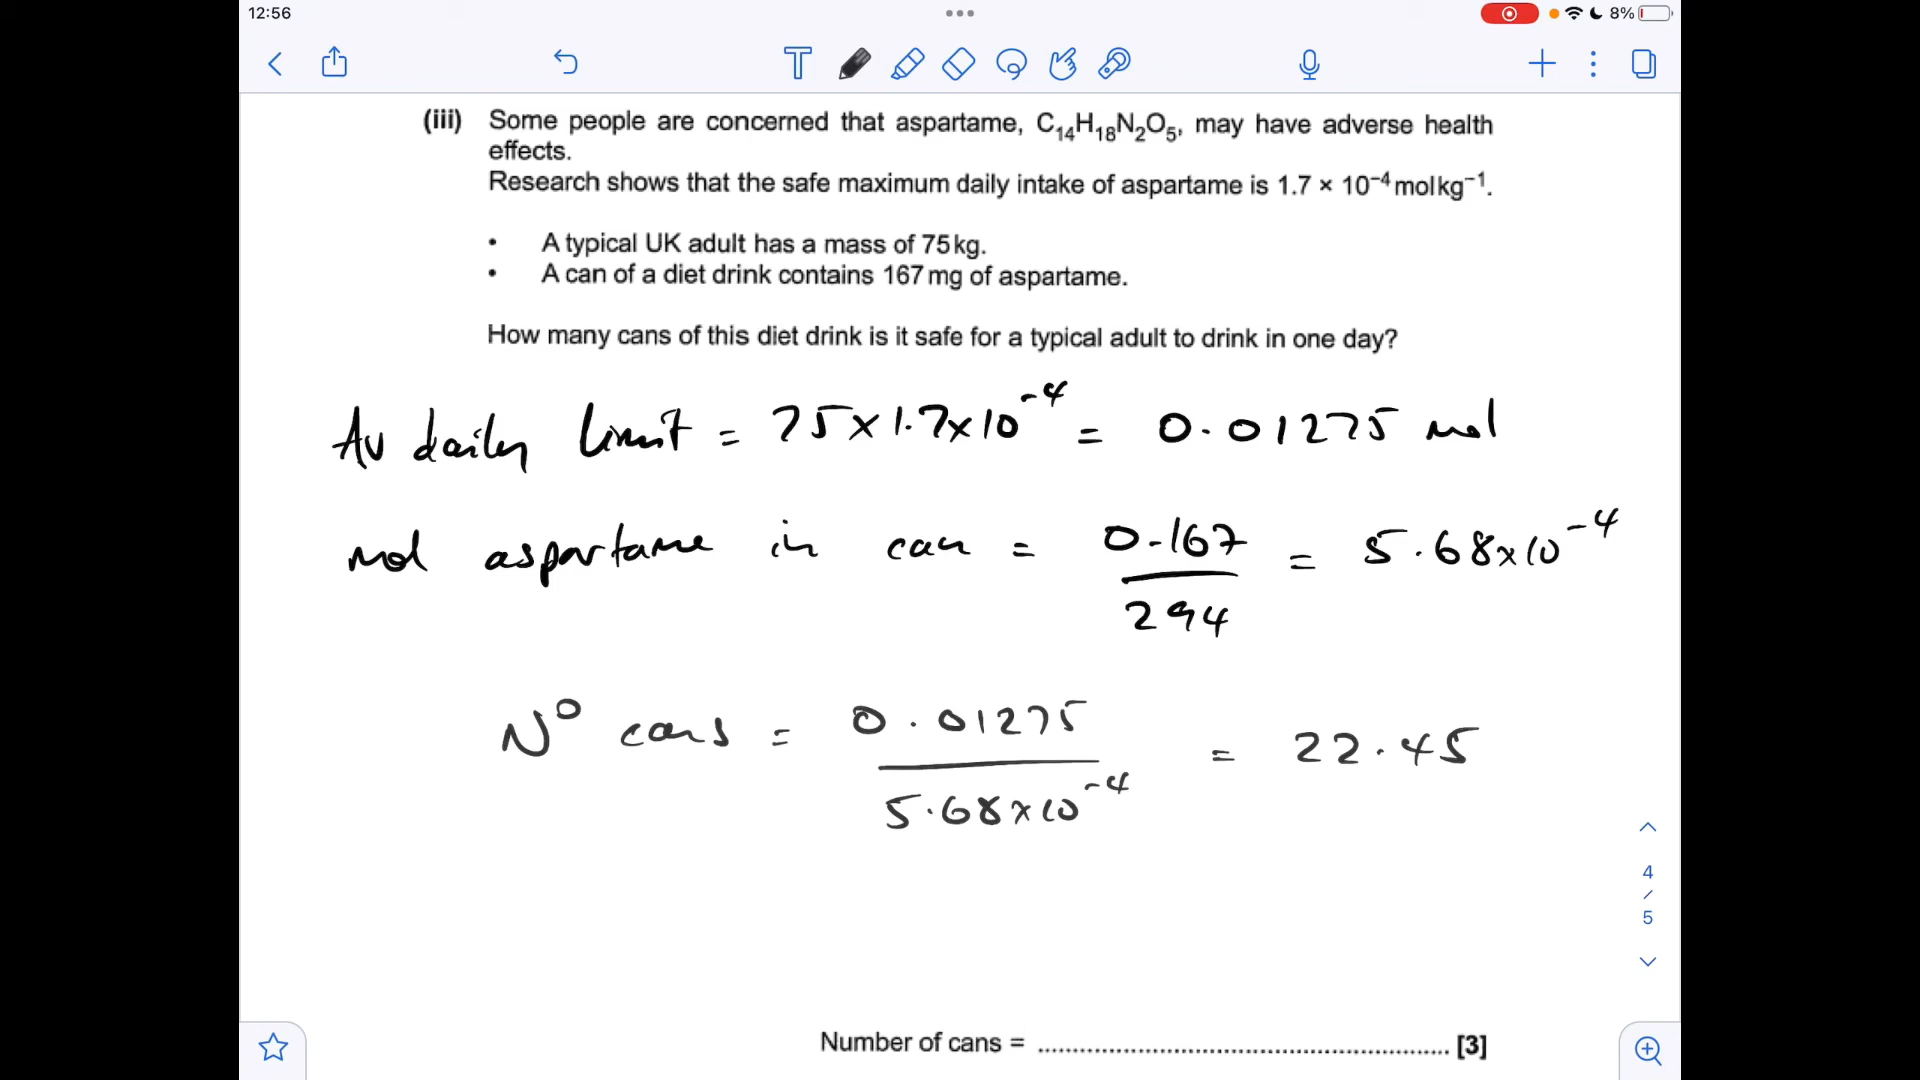 12:56
8%
(iii) Some people are concerned that aspartame, C₁₄H₁₈N₂O₅, may have adverse health
effects.
Research shows that the safe maximum daily intake of aspartame is 1.7 × 10⁻⁴ mol kg⁻¹.
• A typical UK adult has a mass of 75 kg.
• A can of a diet drink contains 167 mg of aspartame.
How many cans of this diet drink is it safe for a typical adult to drink in one day?
Av daily limit = 75 × 1.7 × 10⁻⁴ = 0.01275 mol
mol aspartame in can = 0.167 / 294 = 5.68 × 10⁻⁴
Nº cans = 0.01275 / 5.68 × 10⁻⁴ = 22.45
4
/
5
Number of cans = ............................................................ [3]